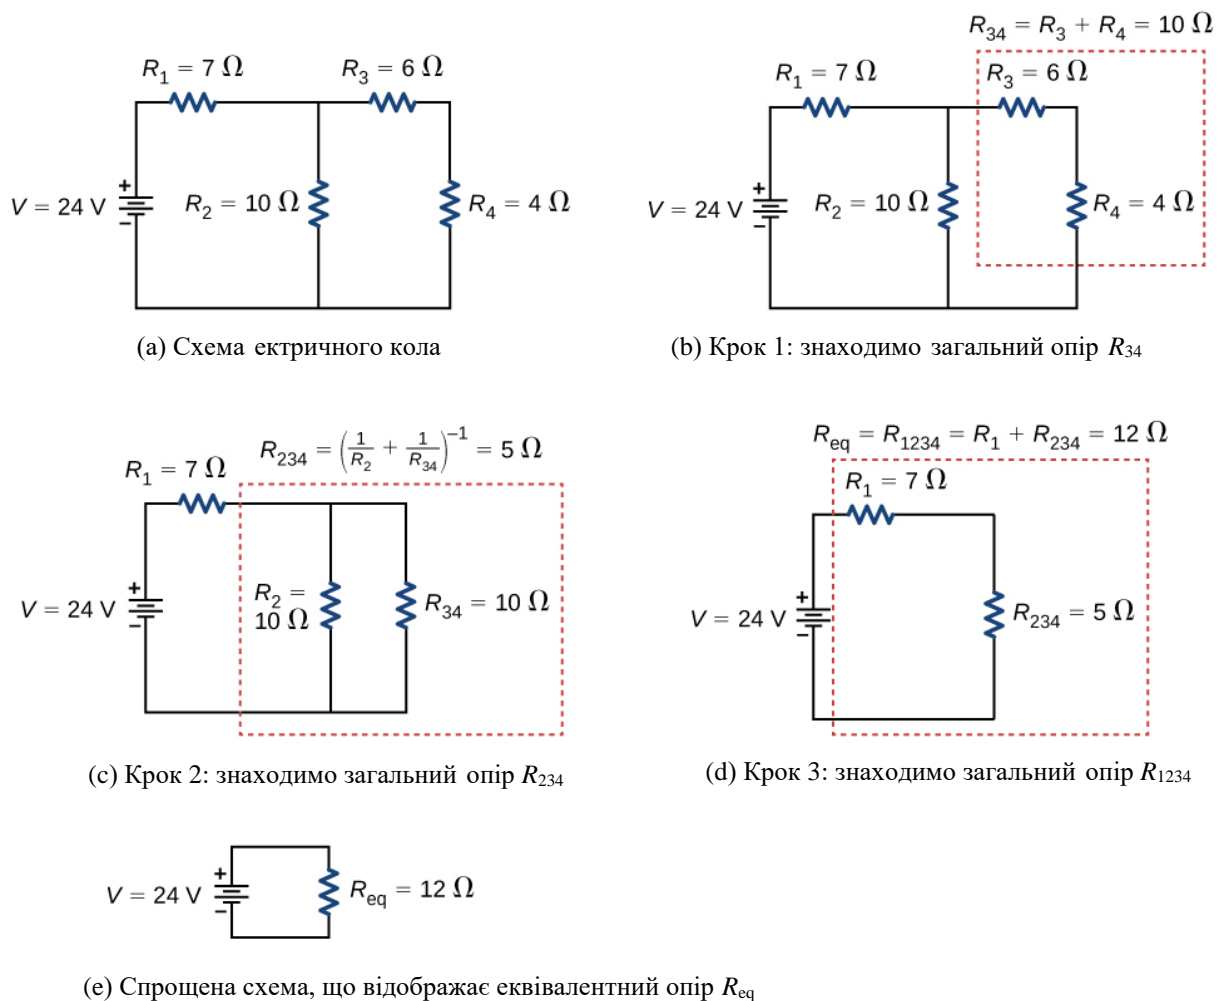 R₁ = 7 Ω
R₃ = 6 Ω
V = 24 V
+
−
R₂ = 10 Ω
R₄ = 4 Ω
(a) Схема ектричного кола
R₃₄ = R₃ + R₄ = 10 Ω
R₁ = 7 Ω
R₃ = 6 Ω
V = 24 V
+
−
R₂ = 10 Ω
R₄ = 4 Ω
(b) Крок 1: знаходимо загальний опір R₃₄
R₂₃₄ = (1/R₂ + 1/R₃₄)⁻¹ = 5 Ω
R₁ = 7 Ω
V = 24 V
+
−
R₂ =
10 Ω
R₃₄ = 10 Ω
(c) Крок 2: знаходимо загальний опір R₂₃₄
R_eq = R₁₂₃₄ = R₁ + R₂₃₄ = 12 Ω
R₁ = 7 Ω
V = 24 V
+
−
R₂₃₄ = 5 Ω
(d) Крок 3: знаходимо загальний опір R₁₂₃₄
V = 24 V
+
−
R_eq = 12 Ω
(e) Спрощена схема, що відображає еквівалентний опір R_eq